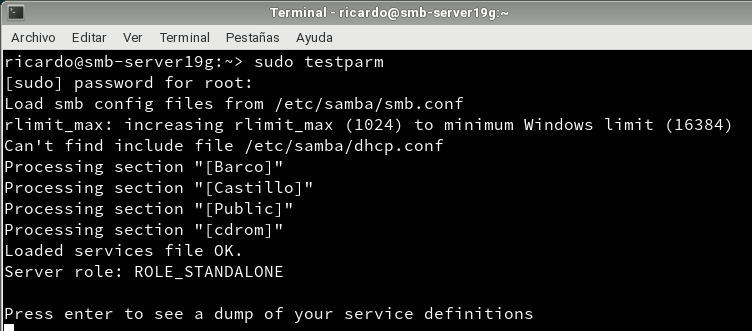 Terminal - ricardo@smb-server19g:~
Archivo Editar Ver Terminal Pestañas Ayuda
ricardo@smb-server19g:~> sudo testparm
[sudo] password for root:
Load smb config files from /etc/samba/smb.conf
rlimit_max: increasing rlimit_max (1024) to minimum Windows limit (16384)
Can't find include file /etc/samba/dhcp.conf
Processing section "[Barco]"
Processing section "[Castillo]"
Processing section "[Public]"
Processing section "[cdrom]"
Loaded services file OK.
Server role: ROLE_STANDALONE
Press enter to see a dump of your service definitions